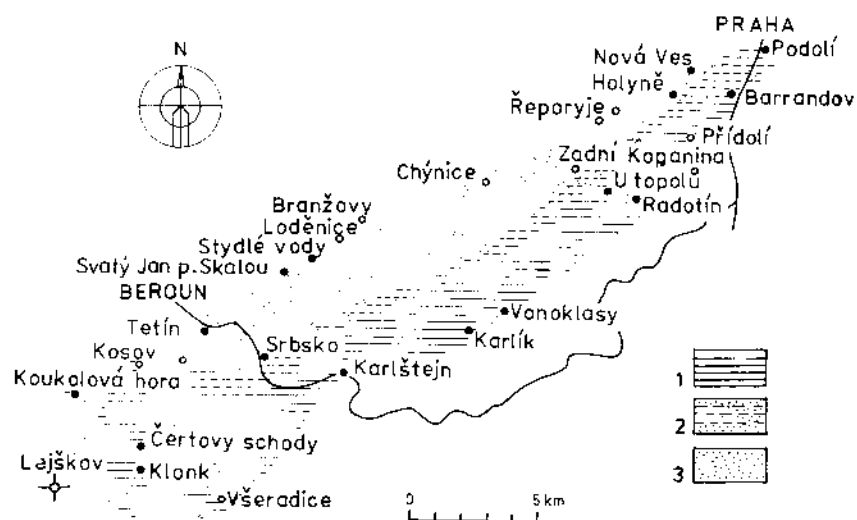 PRAHA
N
Podolí
Nová Ves
Holyně
Barrandov
Řeporyje
Přídolí
Zadní Kopanina
Chýnice
U topolů
Radotín
Branžovy
Loděnice
Stydlé vody
Svatý Jan p. Skalou
BEROUN
Vonoklasy
Tetín
Srbsko
Karlík
Kosov
Karlštejn
Koukolová hora
1
Čertovy schody
2
Lejškov
Klonk
3
Všeradice
0 5 km